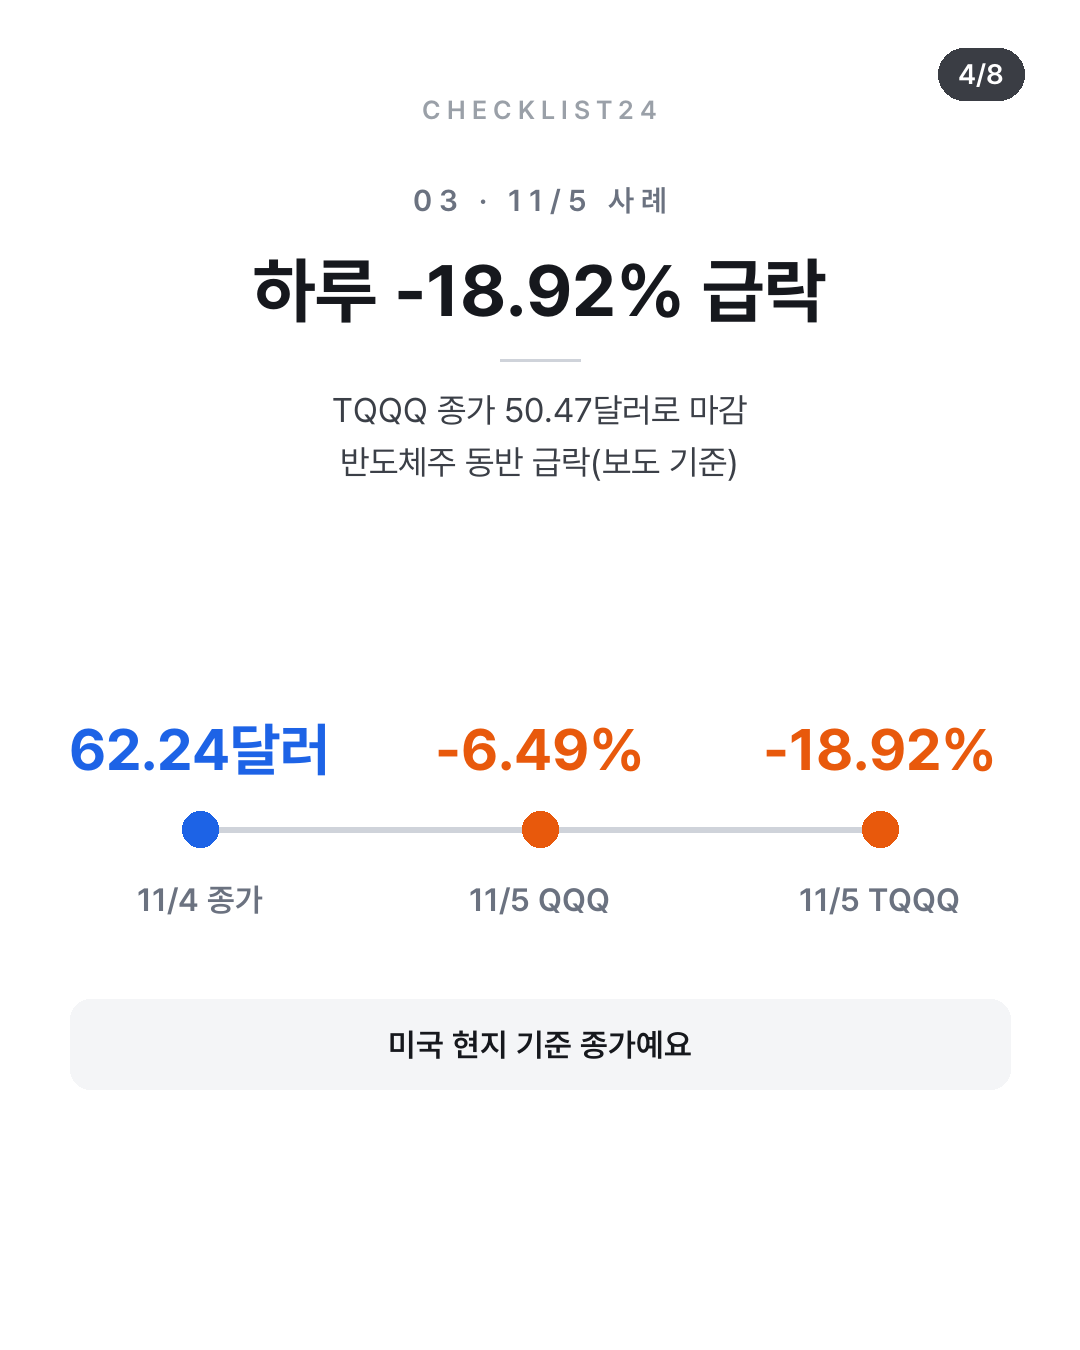 4/8
CHECKLIST24
03 · 11/5 사례
하루 -18.92% 급락
TQQQ 종가 50.47달러로 마감
반도체주 동반 급락(보도 기준)
62.24달러 -6.49% -18.92%
11/4 종가 11/5 QQQ 11/5 TQQQ
미국 현지 기준 종가예요